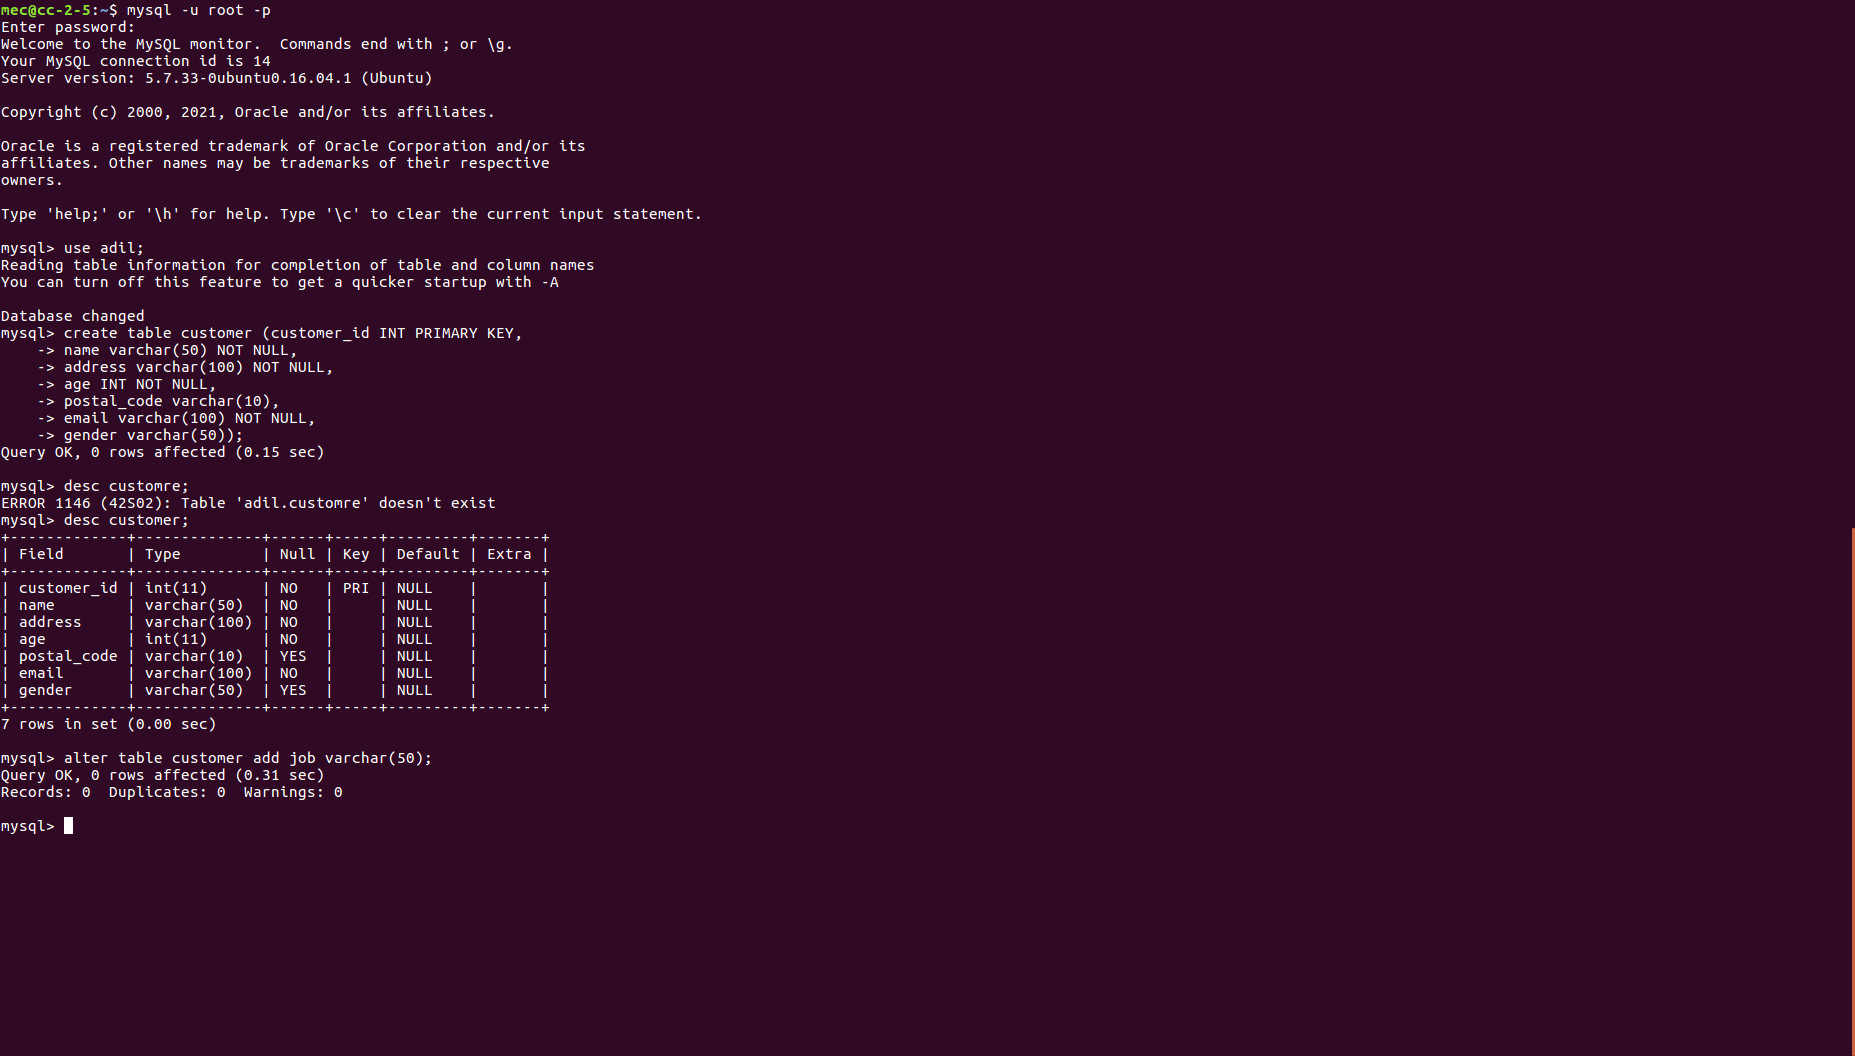 mec@cc-2-5:~$ mysql -u root -p
Enter password:
Welcome to the MySQL monitor.  Commands end with ; or \g.
Your MySQL connection id is 14
Server version: 5.7.33-0ubuntu0.16.04.1 (Ubuntu)

Copyright (c) 2000, 2021, Oracle and/or its affiliates.

Oracle is a registered trademark of Oracle Corporation and/or its
affiliates. Other names may be trademarks of their respective
owners.

Type 'help;' or '\h' for help. Type '\c' to clear the current input statement.

mysql> use adil;
Reading table information for completion of table and column names
You can turn off this feature to get a quicker startup with -A

Database changed
mysql> create table customer (customer_id INT PRIMARY KEY,
    -> name varchar(50) NOT NULL,
    -> address varchar(100) NOT NULL,
    -> age INT NOT NULL,
    -> postal_code varchar(10),
    -> email varchar(100) NOT NULL,
    -> gender varchar(50));
Query OK, 0 rows affected (0.15 sec)

mysql> desc customre;
ERROR 1146 (42S02): Table 'adil.customre' doesn't exist
mysql> desc customer;
+-------------+--------------+------+-----+---------+-------+
| Field       | Type         | Null | Key | Default | Extra |
+-------------+--------------+------+-----+---------+-------+
| customer_id | int(11)      | NO   | PRI | NULL    |       |
| name        | varchar(50)  | NO   |     | NULL    |       |
| address     | varchar(100) | NO   |     | NULL    |       |
| age         | int(11)      | NO   |     | NULL    |       |
| postal_code | varchar(10)  | YES  |     | NULL    |       |
| email       | varchar(100) | NO   |     | NULL    |       |
| gender      | varchar(50)  | YES  |     | NULL    |       |
+-------------+--------------+------+-----+---------+-------+
7 rows in set (0.00 sec)

mysql> alter table customer add job varchar(50);
Query OK, 0 rows affected (0.31 sec)
Records: 0  Duplicates: 0  Warnings: 0

mysql>